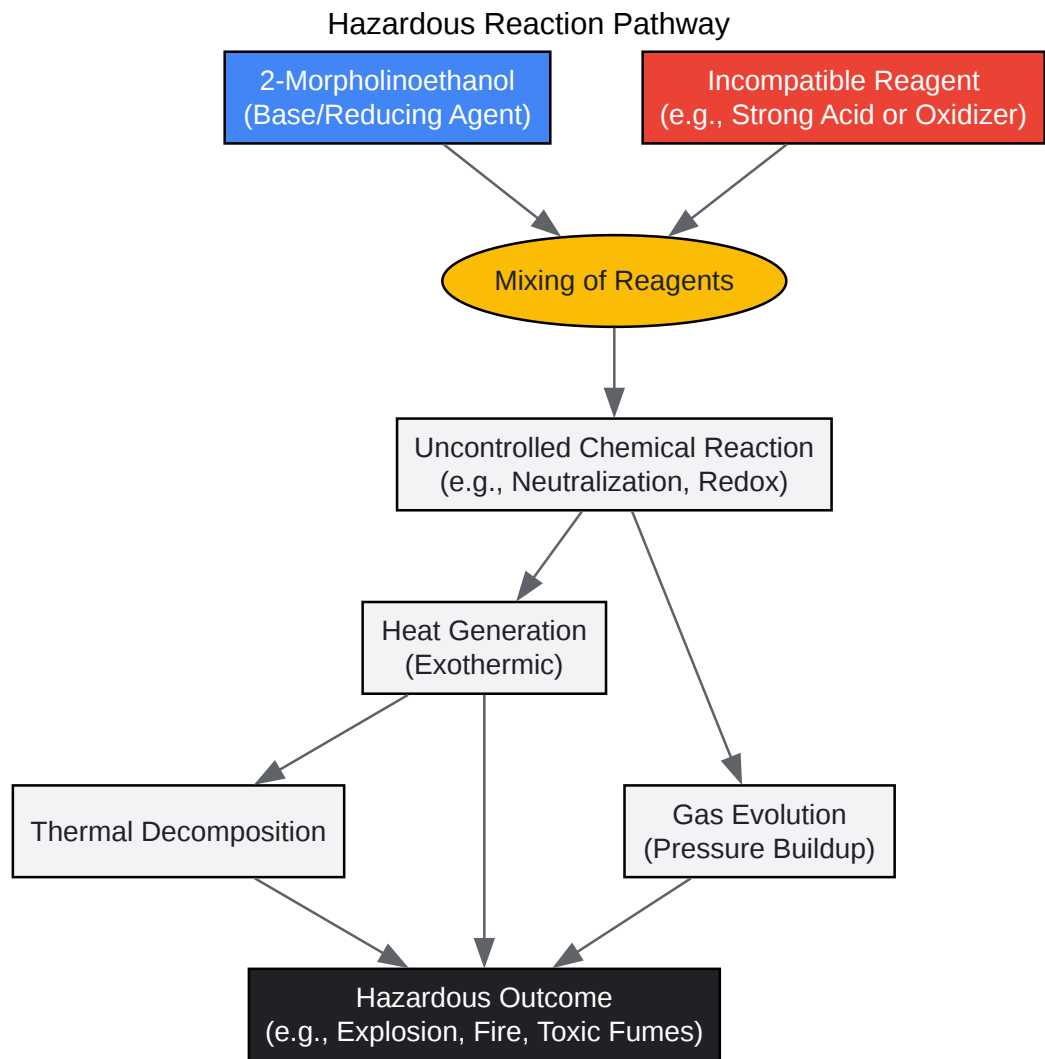 Hazardous Reaction Pathway
2-Morpholinoethanol
(Base/Reducing Agent)
Incompatible Reagent
(e.g., Strong Acid or Oxidizer)
Mixing of Reagents
Uncontrolled Chemical Reaction
(e.g., Neutralization, Redox)
Heat Generation
(Exothermic)
Thermal Decomposition
Gas Evolution
(Pressure Buildup)
Hazardous Outcome
(e.g., Explosion, Fire, Toxic Fumes)